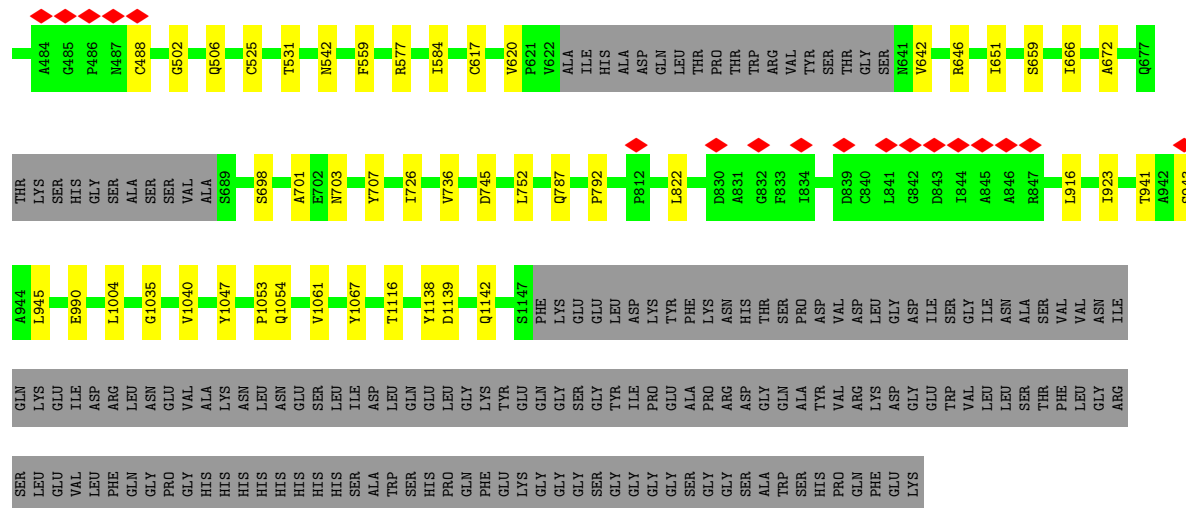 A484 G485 P486 N487 C488 G502 Q506 C525 T531 N542 F559 R577 I584 C617 V620 P621 V622 ALA ILE HIS ALA ASP GLN LEU THR PRO THR TRP ARG VAL TYR SER THR GLY SER N641 V642 R646 I651 S659 I666 A672 Q677
THR LYS SER HIS GLY SER ALA SER SER VAL ALA S689 S698 A701 E702 N703 Y707 I726 V736 D745 L752 Q787 P792 P812 L822 D830 A831 G832 F833 I834 D839 C840 L841 G842 D843 I844 A845 A846 R847 L916 I923 T941 A942 S943
A944 L945 E990 L1004 G1035 V1040 Y1047 P1053 Q1054 V1061 Y1067 T1116 Y1138 D1139 Q1142 S1147 PHE LYS GLU GLU LEU ASP LYS TYR PHE LYS ASN HIS THR SER PRO ASP VAL ASP LEU GLY ASP ILE SER GLY ILE ASN ALA SER VAL VAL ASN ILE
GLN LYS GLU ILE ASP ARG LEU ASN GLU VAL ALA LYS ASN LEU ASN GLU SER LEU ILE ASP LEU GLN GLU LEU GLY LYS TYR GLU GLN GLY SER GLY TYR ILE PRO GLU ALA PRO ARG ASP GLY GLN ALA TYR VAL ARG LYS ASP GLY GLU TRP VAL LEU LEU SER THR PHE LEU GLY ARG
SER LEU GLU VAL LEU PHE GLN GLY PRO GLY HIS HIS HIS HIS HIS HIS HIS HIS SER ALA TRP SER HIS PRO GLN PHE GLU LYS GLY GLY GLY SER GLY GLY GLY GLY SER GLY GLY SER ALA TRP SER HIS PRO GLN PHE GLU LYS